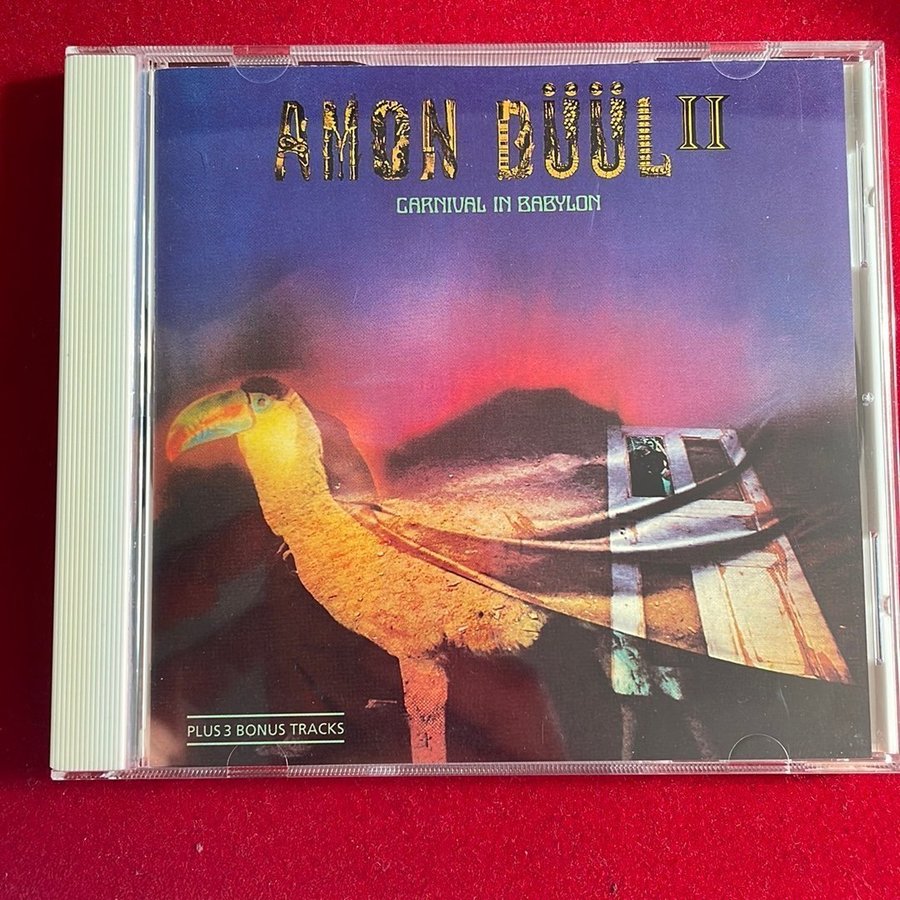 AMON DÜÜL II
CARNIVAL IN BABYLON
PLUS 3 BONUS TRACKS